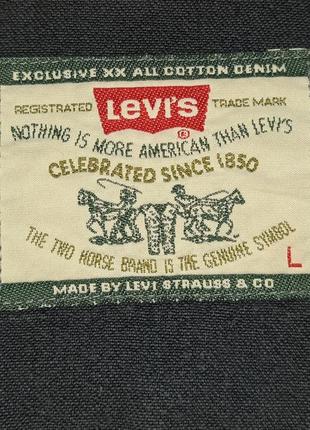 EXCLUSIVE XX ALL COTTON DENIM
REGISTRATED LEVI'S ® TRADE MARK
NOTHING IS MORE AMERICAN THAN LEVI'S
CELEBRATED SINCE 1850
THE TWO HORSE BRAND IS THE GENUINE SYMBOL
L
MADE BY LEVI STRAUSS & CO